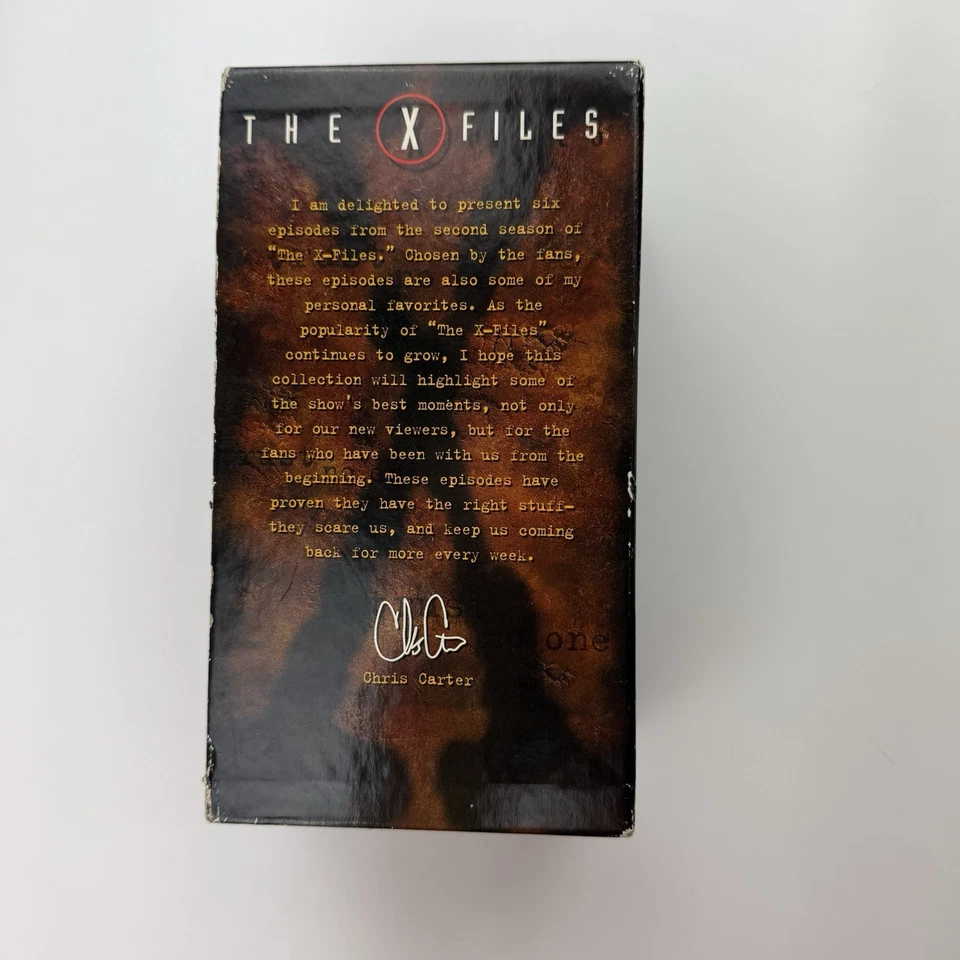 THE X FILES
I am delighted to present six
episodes from the second season of
“The X-Files.” Chosen by the fans,
these episodes are also some of my
personal favorites. As the
popularity of “The X-Files”
continues to grow, I hope this
collection will highlight some of
the show's best moments, not only
for our new viewers, but for the
fans who have been with us from the
beginning. These episodes have
proven they have the right stuff—
they scare us, and keep us coming
back for more every week.
Chris Carter
no one